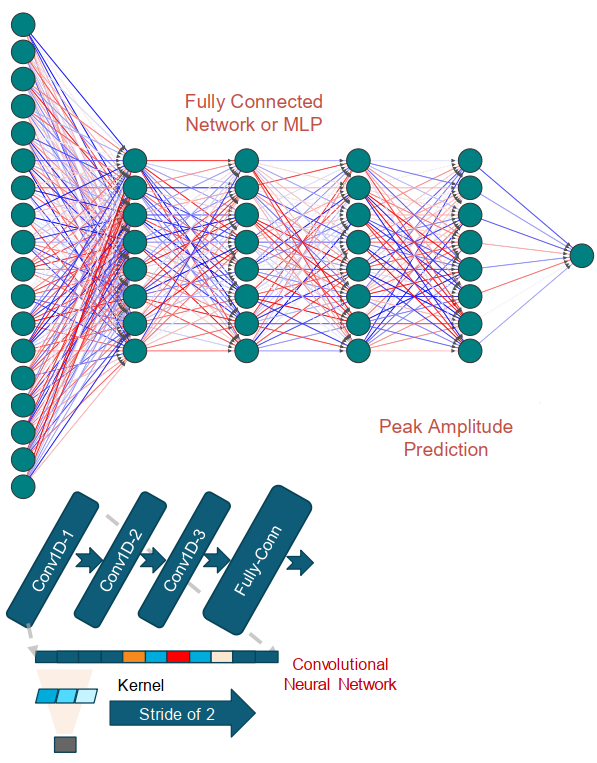 Fully Connected
Network or MLP
Peak Amplitude
Prediction
Conv1D-1
Conv1D-2
Conv1D-3
Fully-Conn
Convolutional
Neural Network
Kernel
Stride of 2